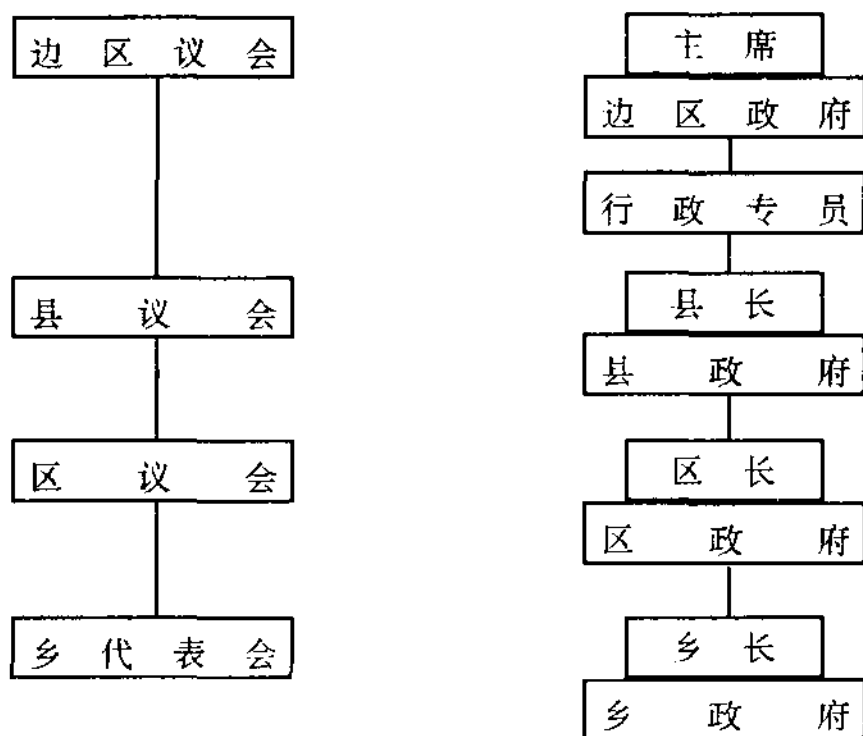 边区议会
县议会
区议会
乡代表会
主席
边区政府
行政专员
县长
县政府
区长
区政府
乡长
乡政府